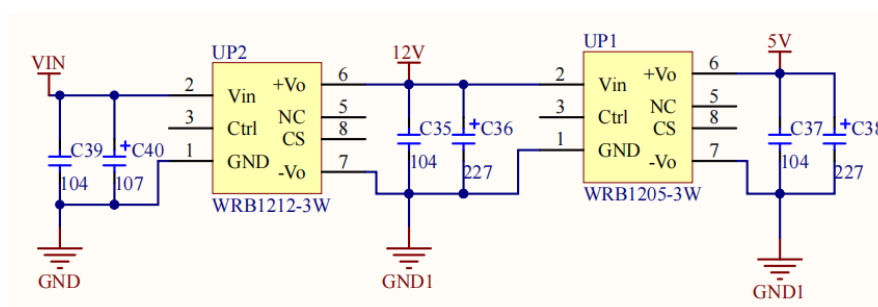 VIN
UP2
12V
UP1
5V
2
Vin
+Vo
6
2
Vin
+Vo
6
3
Ctrl
NC
5
3
Ctrl
NC
5
CS
8
CS
8
1
GND
-Vo
7
1
GND
-Vo
7
C39
104
+
C40
107
C35
104
+
C36
227
C37
104
+
C38
227
WRB1212-3W
WRB1205-3W
GND
GND1
GND1